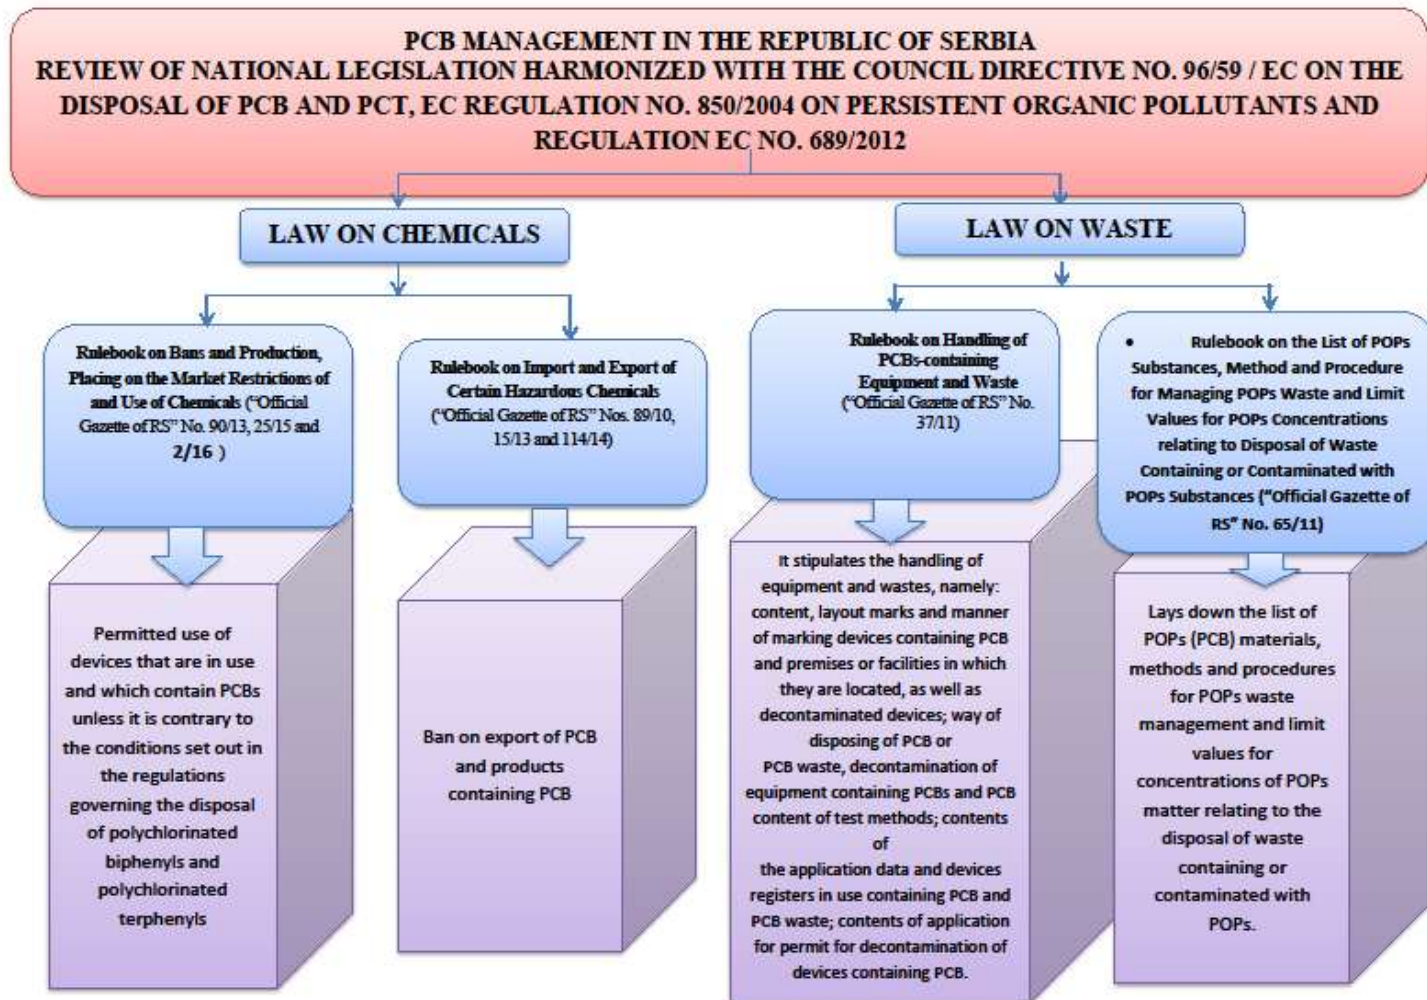 PCB MANAGEMENT IN THE REPUBLIC OF SERBIA
REVIEW OF NATIONAL LEGISLATION HARMONIZED WITH THE COUNCIL DIRECTIVE NO. 96/59 / EC ON THE
DISPOSAL OF PCB AND PCT, EC REGULATION NO. 850/2004 ON PERSISTENT ORGANIC POLLUTANTS AND
REGULATION EC NO. 689/2012
LAW ON CHEMICALS
Rulebook on Bans and Production,
Placing on the Market Restrictions of
and Use of Chemicals (“Official
Gazette of RS” No. 90/13, 25/15 and
2/16 )
Permitted use of
devices that are in use
and which contain PCBs
unless it is contrary to
the conditions set out in
the regulations
governing the disposal
of polychlorinated
biphenyls and
polychlorinated
terphenyls
Rulebook on Import and Export of
Certain Hazardous Chemicals
(“Official Gazette of RS” Nos. 89/10,
15/13 and 114/14)
Ban on export of PCB
and products
containing PCB
LAW ON WASTE
Rulebook on Handling of
PCBs-containing
Equipment and Waste
(“Official Gazette of RS” No.
37/11)
It stipulates the handling of
equipment and wastes, namely:
content, layout marks and manner
of marking devices containing PCB
and premises or facilities in which
they are located, as well as
decontaminated devices; way of
disposing of PCB or
PCB waste, decontamination of
equipment containing PCBs and PCB
content of test methods; contents
of
the application data and devices
registers in use containing PCB and
PCB waste; contents of application
for permit for decontamination of
devices containing PCB.
• Rulebook on the List of POPs
Substances, Method and Procedure
for Managing POPs Waste and Limit
Values for POPs Concentrations
relating to Disposal of Waste
Containing or Contaminated with
POPs Substances (“Official Gazette of
RS” No. 65/11)
Lays down the list of
POPs (PCB) materials,
methods and procedures
for POPs waste
management and limit
values for
concentrations of POPs
matter relating to the
disposal of waste
containing or
contaminated with
POPs.